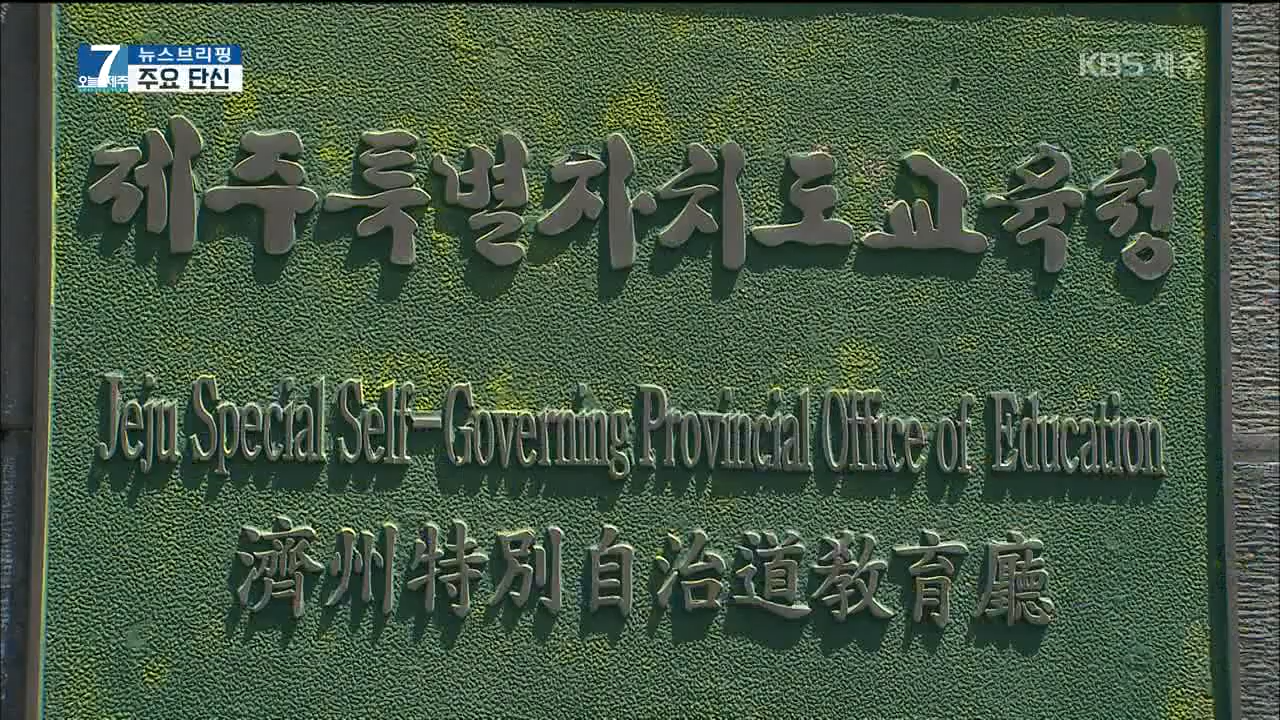 7
오늘 제주
뉴스브리핑
주요 단신
KBS 제주
제주특별자치도교육청
Jeju Special Self-Governing Provincial Office of Education
濟州特別自治道教育廳